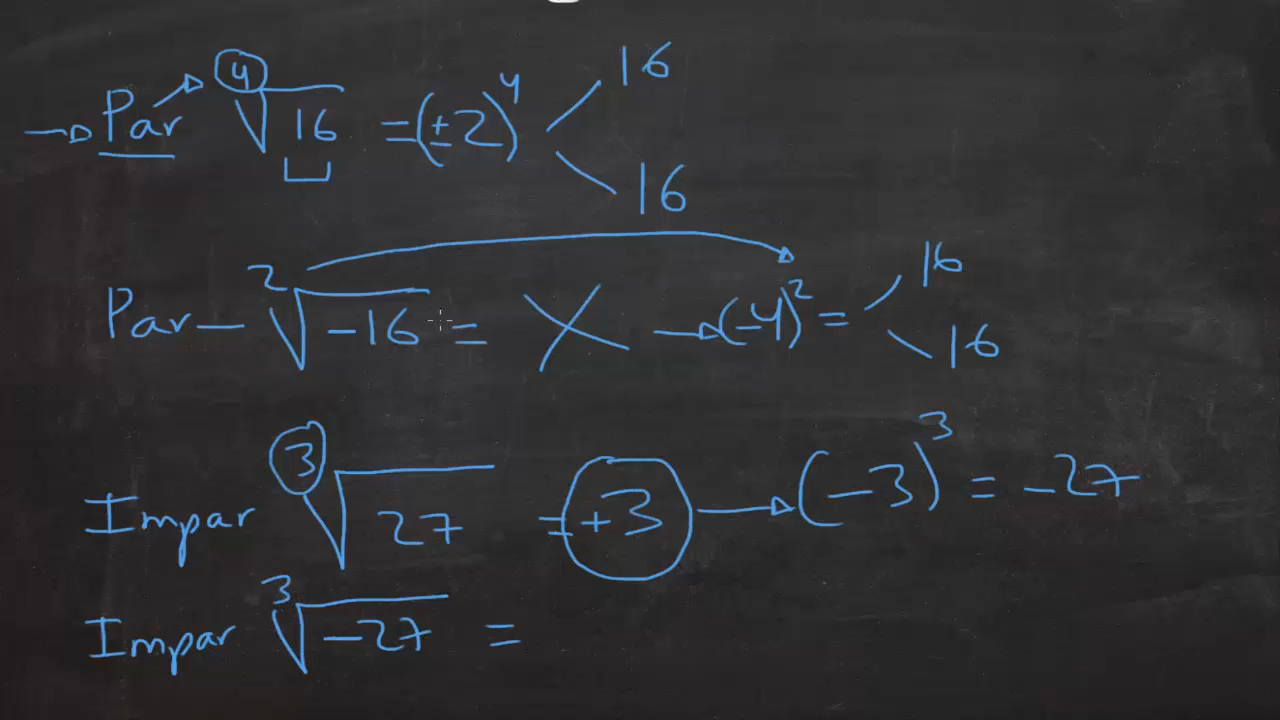 16
→ Par → ⁴√16 = (±2)⁴
16
16
Par — ²√-16 = X → (-4)² =
16
Impar ³√27 = +3 → (-3)³ = -27
Impar ³√-27 =